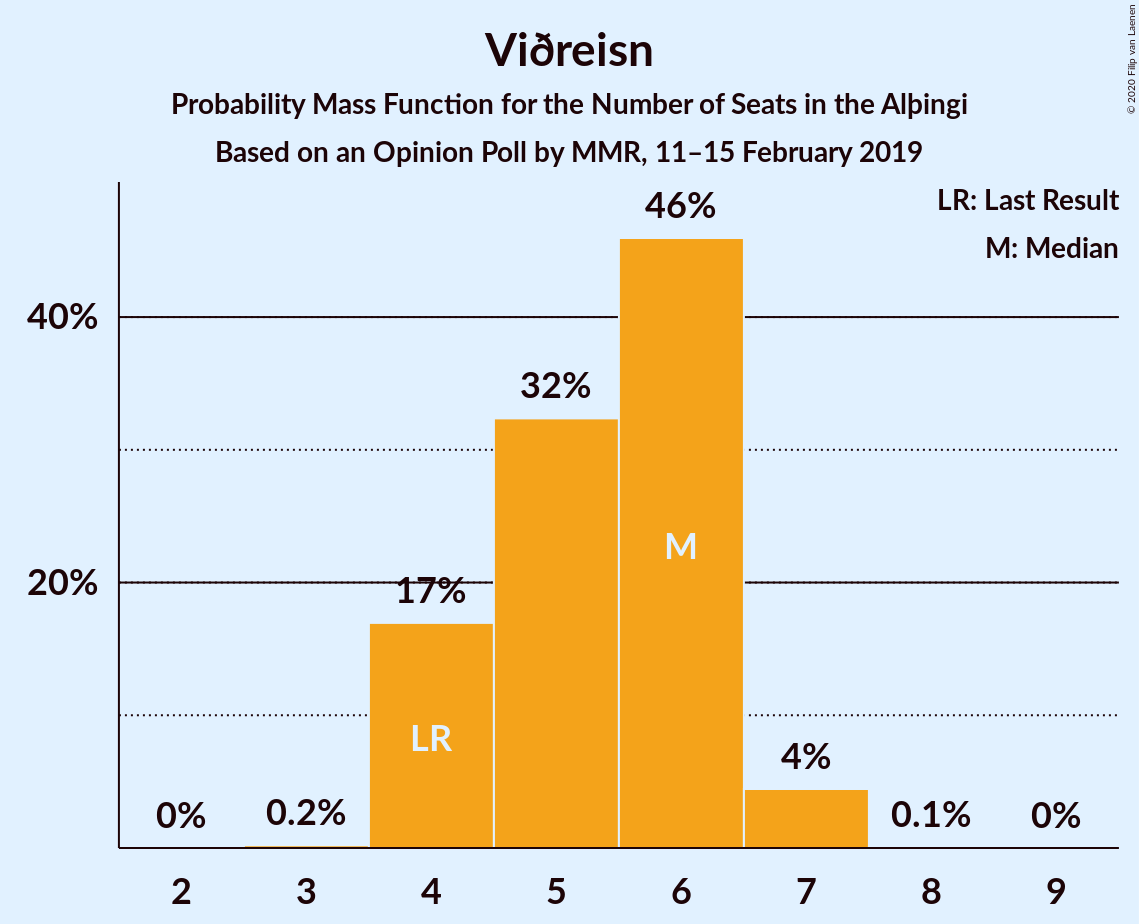 Viðreisn
Probability Mass Function for the Number of Seats in the Alþingi
Based on an Opinion Poll by MMR, 11–15 February 2019
© 2020 Filip van Laenen
LR: Last Result
M: Median
40%
20%
0%
0.2%
17%
32%
46%
4%
0.1%
0%
LR
M
2 3 4 5 6 7 8 9